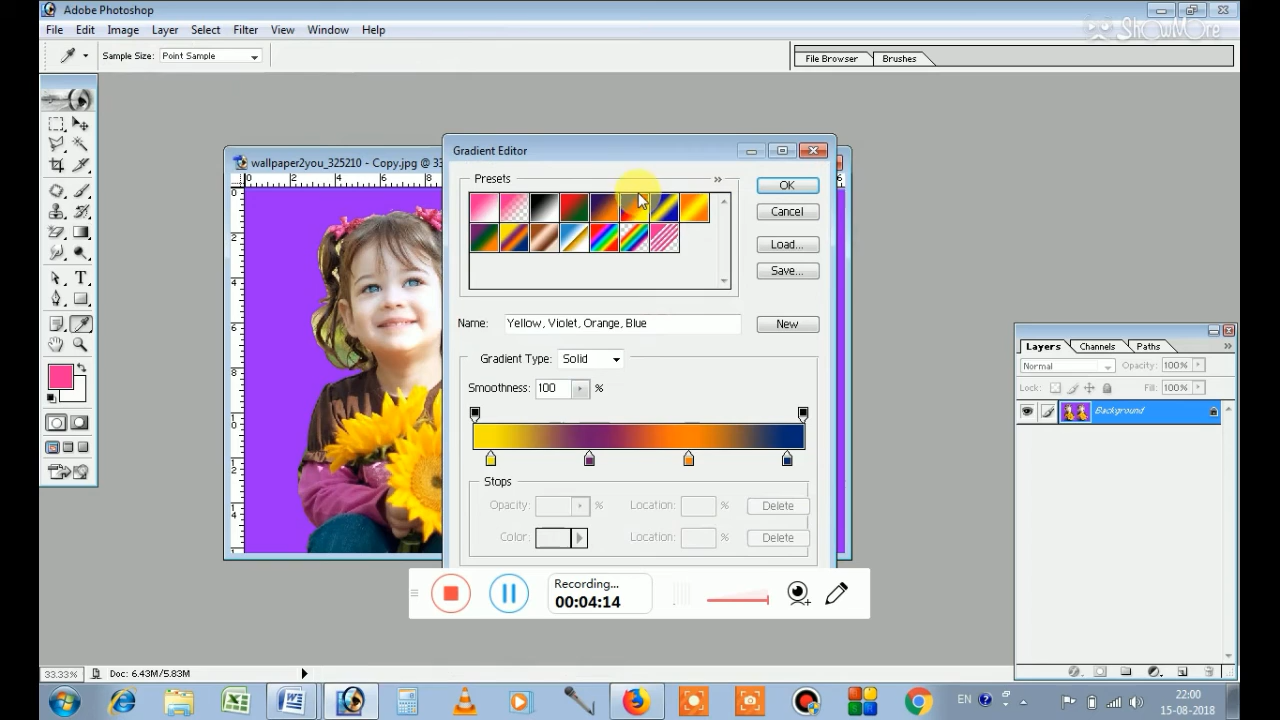 Adobe Photoshop
File Edit Image Layer Select Filter View Window Help
ShowMore
Sample Size: Point Sample
File Browser Brushes
wallpaper2you_325210 - Copy.jpg @ 33
Gradient Editor
Presets
OK
Cancel
Load...
Save...
Name: Yellow, Violet, Orange, Blue
New
Gradient Type: Solid
Smoothness: 100 %
Stops
Opacity: % Location: % Delete
Color: Location: % Delete
Layers Channels Paths
Normal Opacity: 100%
Lock: Fill: 100%
Background
Recording...
00:04:14
33.33% Doc: 6.43M/5.83M
EN
22:00
15-08-2018